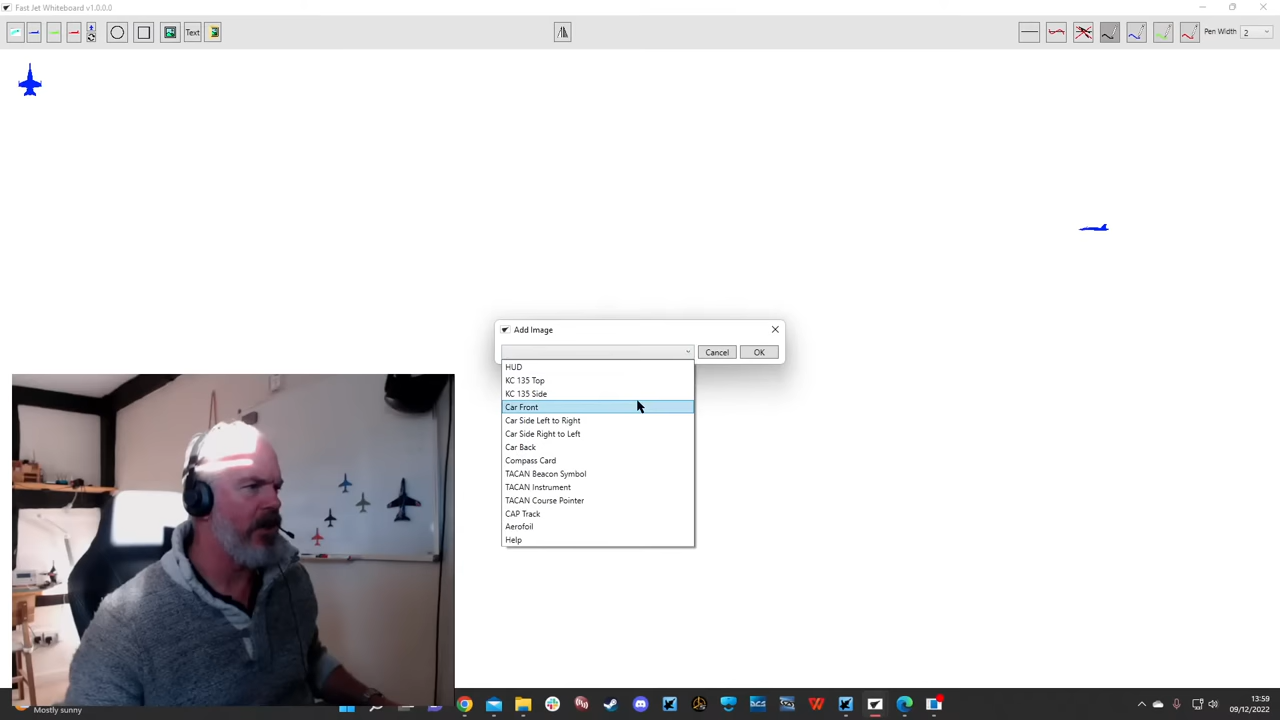 Fast Jet Whiteboard v1.0.0.0
Text
Pen Width 2
Add Image
Cancel OK
HUD
KC 135 Top
KC 135 Side
Car Front
Car Side Left to Right
Car Side Right to Left
Car Back
Compass Card
TACAN Beacon Symbol
TACAN Instrument
TACAN Course Pointer
CAP Track
Aerofoil
Help
Mostly sunny
13:59
09/12/2022